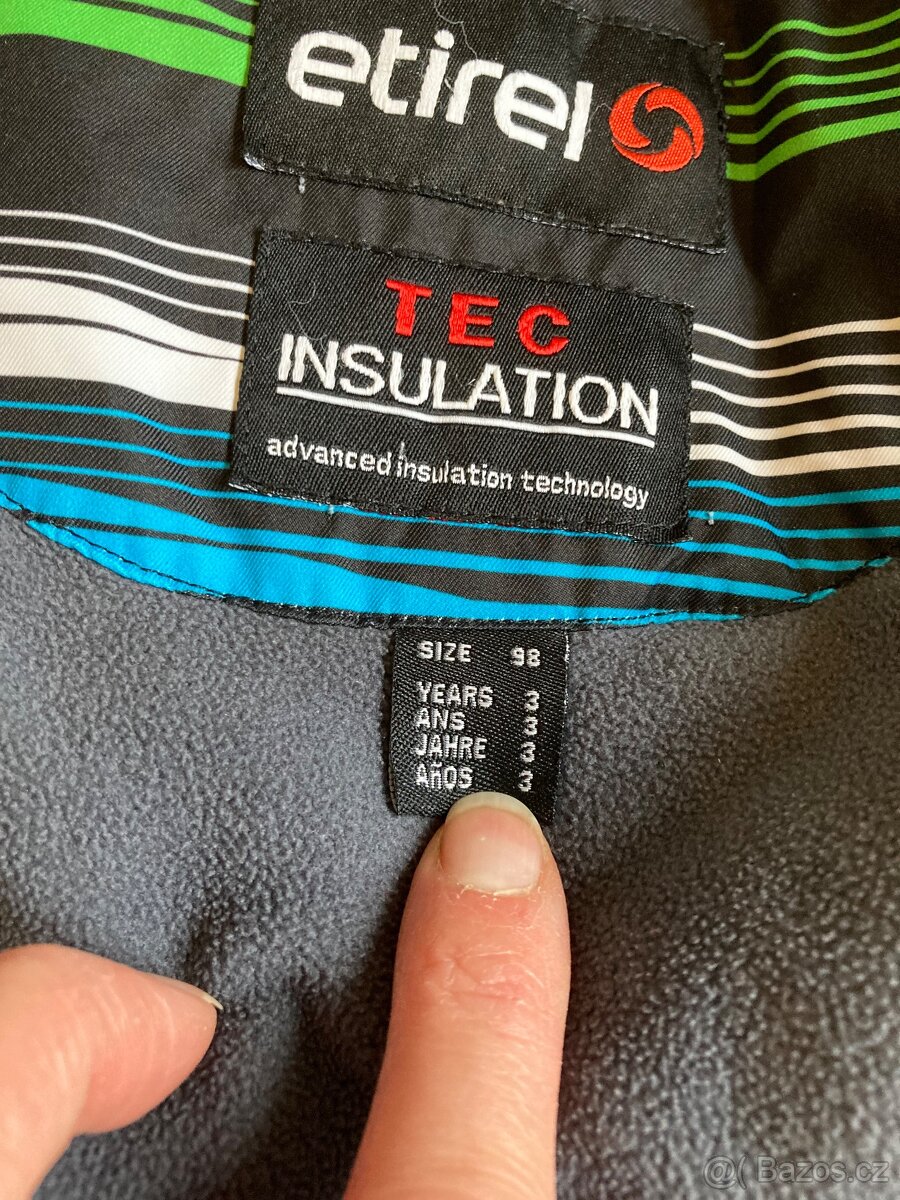 etirel
TEC
INSULATION
advanced insulation technology
SIZE 98
YEARS 3
ANS 3
JAHRE 3
AñOS 3
@( Bazos.cz